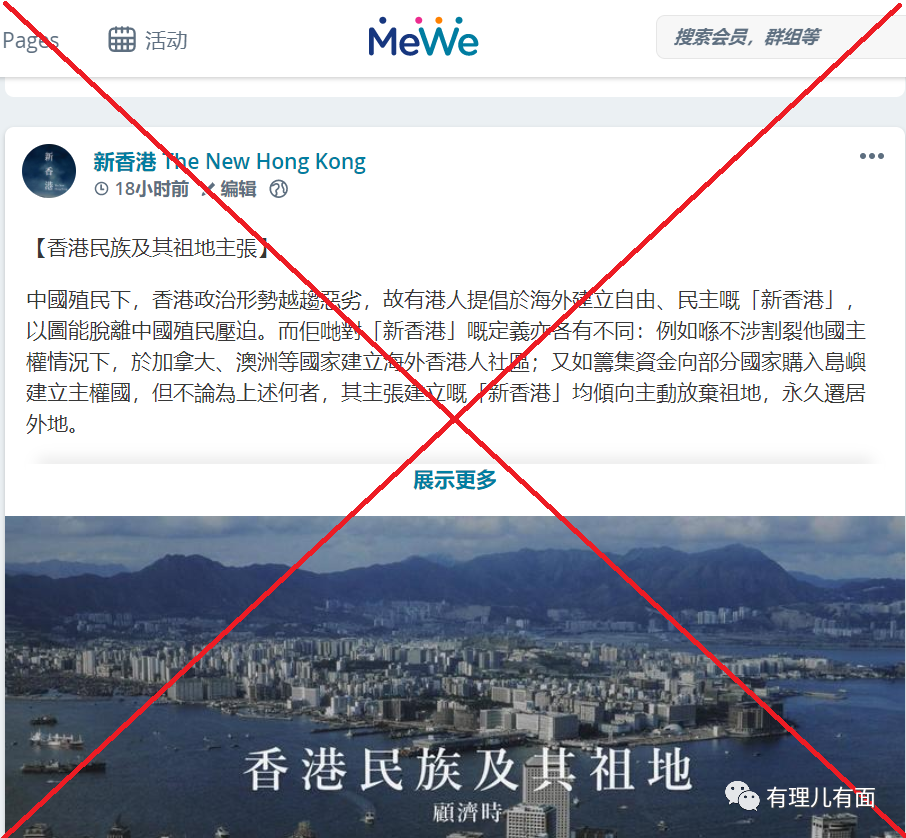 Pages
活动
MeWe
搜索会员，群组等
新香港 The New Hong Kong
18小时前 编辑
【香港民族及其祖地主張】
中國殖民下，香港政治形勢越趨惡劣，故有港人提倡於海外建立自由、民主嘅「新香港」，
以圖能脫離中國殖民壓迫。而佢哋對「新香港」嘅定義亦各有不同：例如喺不涉割裂他國主
權情況下，於加拿大、澳洲等國家建立海外香港人社區；又如籌集資金向部分國家購入島嶼
建立主權國，但不論為上述何者，其主張建立嘅「新香港」均傾向主動放棄祖地，永久遷居
外地。
展示更多
香港民族及其祖地
顧濟時
有理儿有面